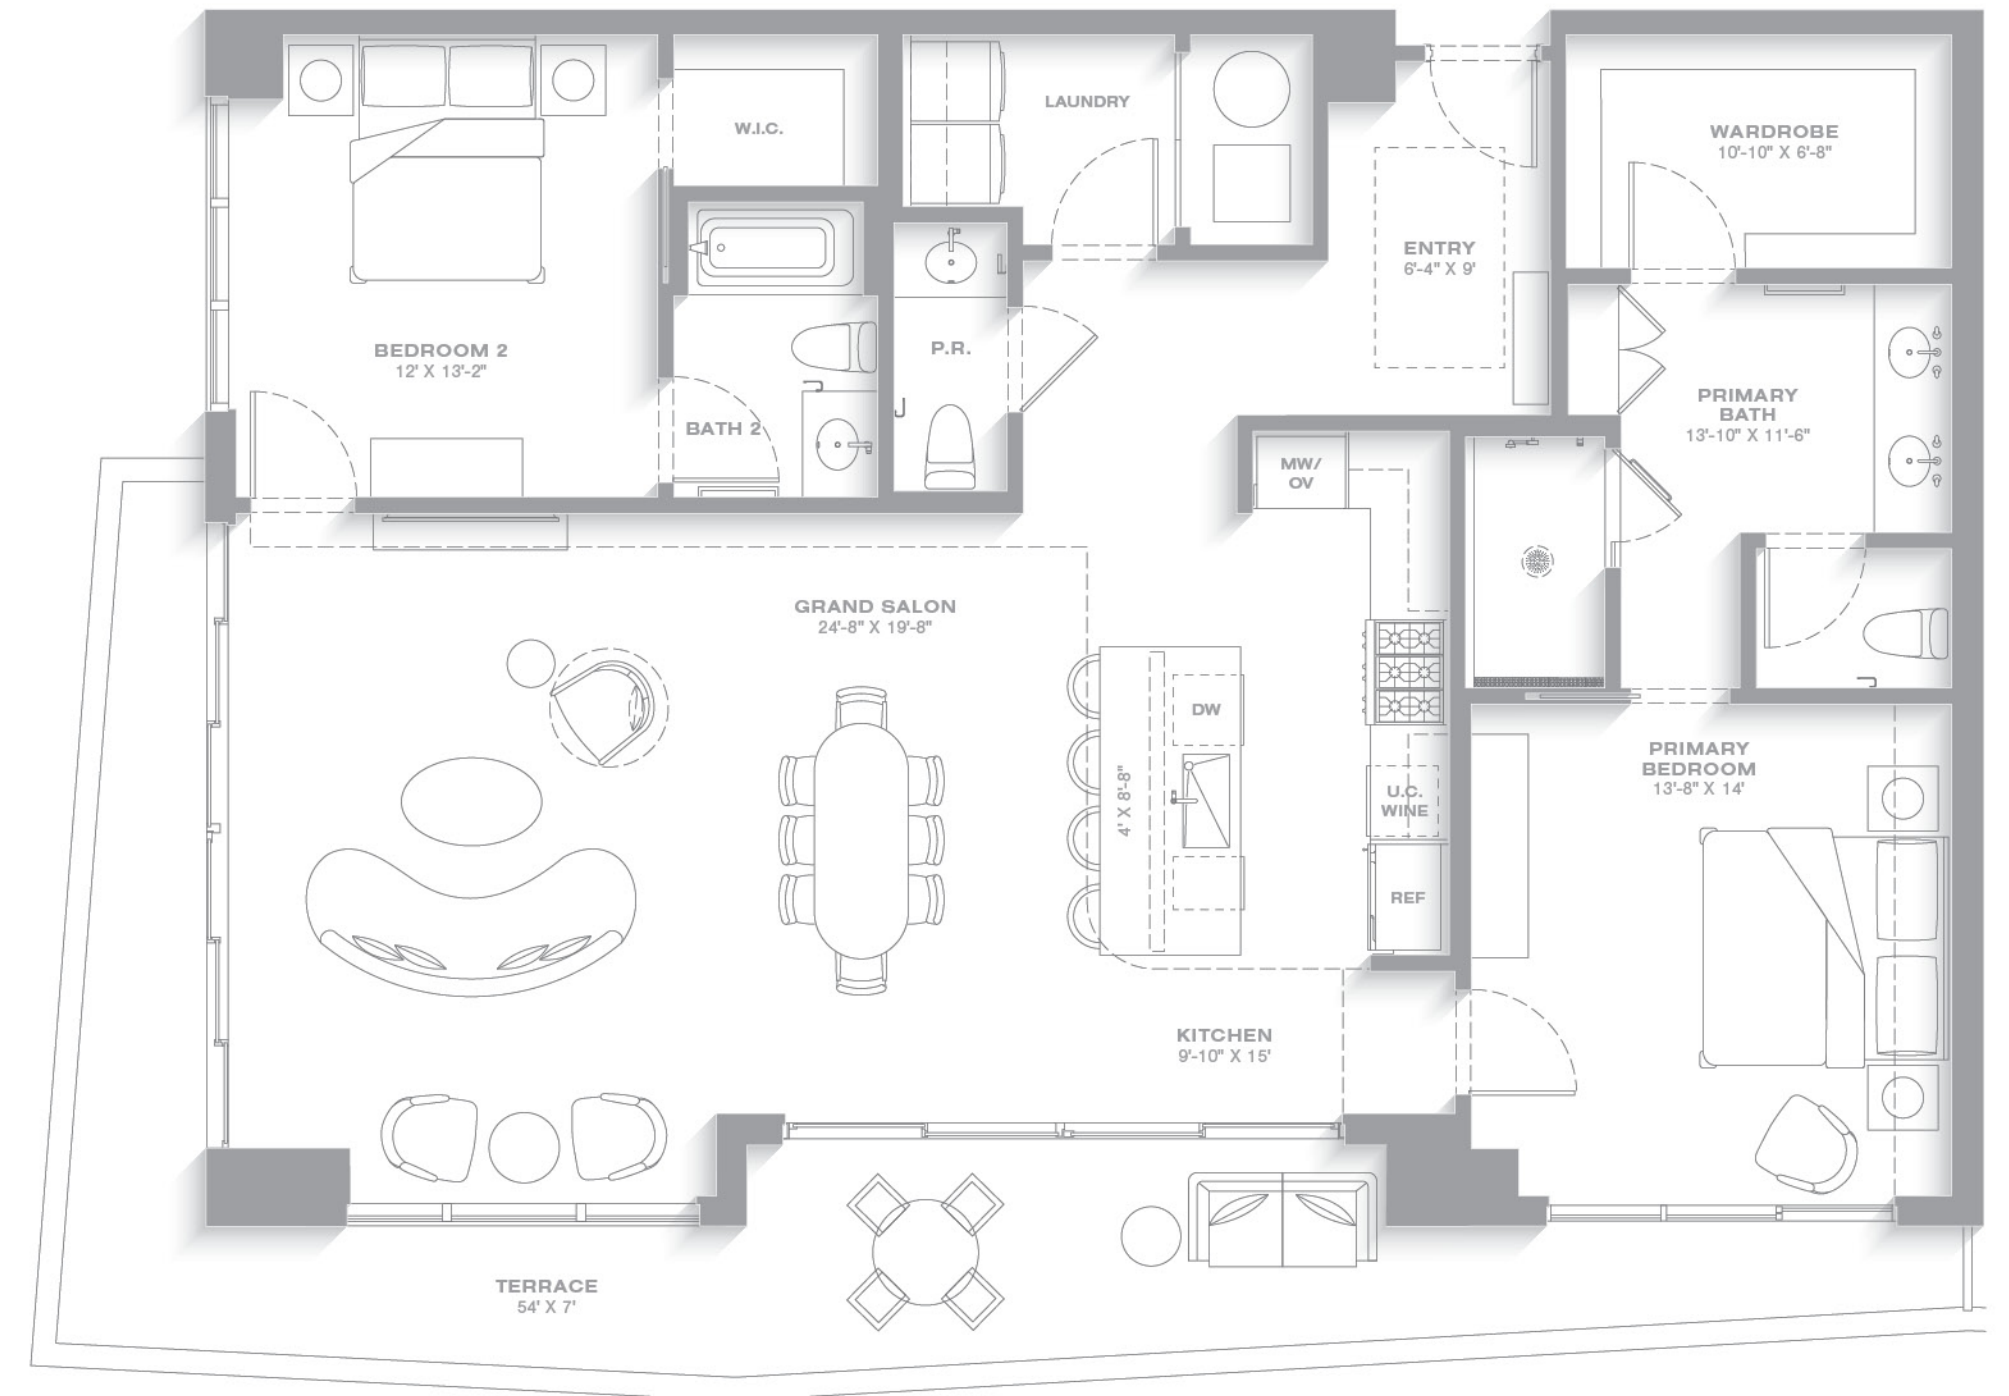 LAUNDRY
W.I.C.
WARDROBE
10'-10" X 6'-8"
ENTRY
6'-4" X 9'
BEDROOM 2
12' X 13'-2"
P.R.
BATH 2
PRIMARY
BATH
13'-10" X 11'-6"
MW/
OV
GRAND SALON
24'-8" X 19'-8"
DW
4' X 8'-8"
U.C.
WINE
REF
PRIMARY
BEDROOM
13'-8" X 14'
KITCHEN
9'-10" X 15'
TERRACE
54' X 7'